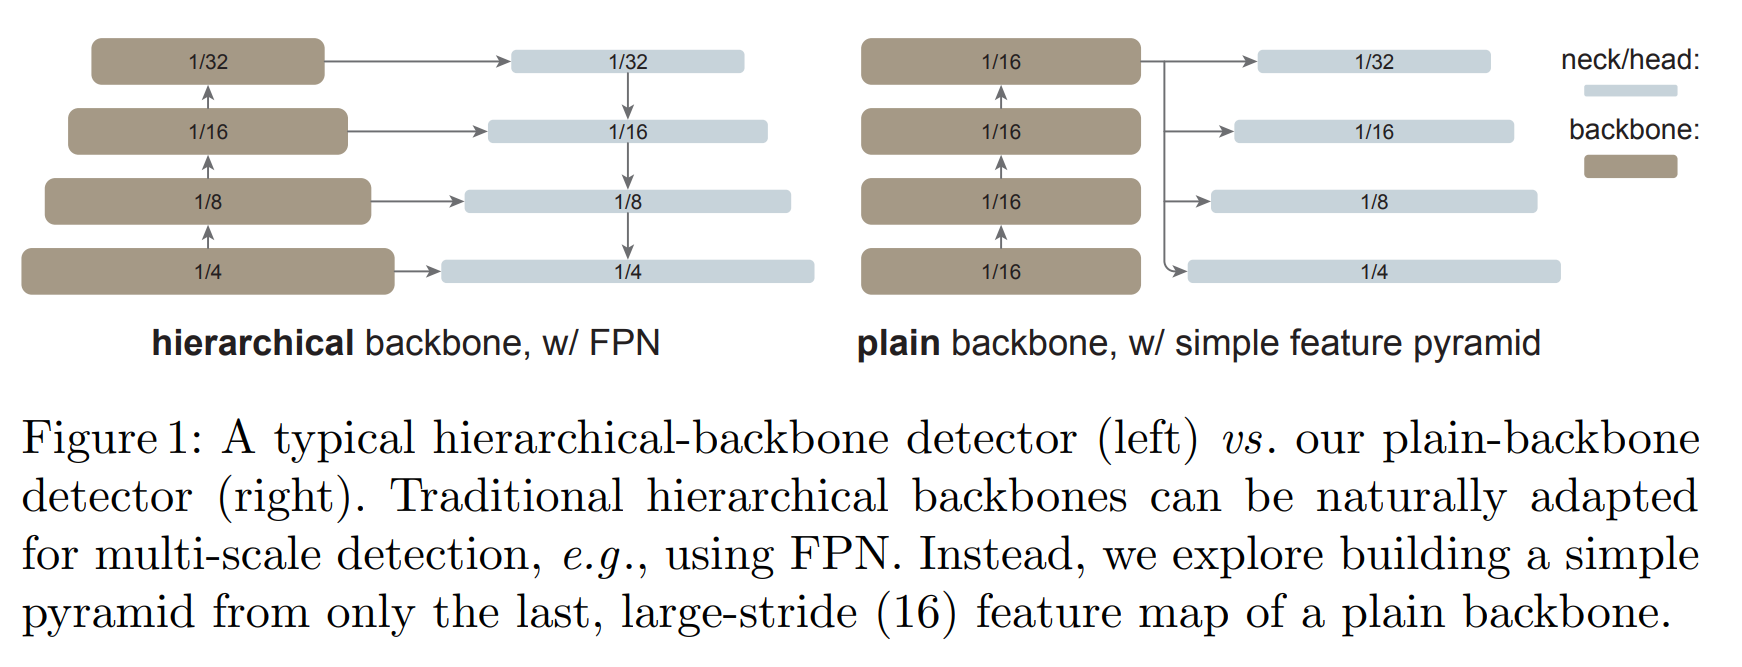 1/32
1/32
1/16
1/16
1/8
1/8
1/4
1/4
hierarchical backbone, w/ FPN
1/16
1/32
1/16
1/16
1/16
1/8
1/16
1/4
plain backbone, w/ simple feature pyramid
neck/head:
backbone:
Figure 1: A typical hierarchical-backbone detector (left) vs. our plain-backbone
detector (right). Traditional hierarchical backbones can be naturally adapted
for multi-scale detection, e.g., using FPN. Instead, we explore building a simple
pyramid from only the last, large-stride (16) feature map of a plain backbone.